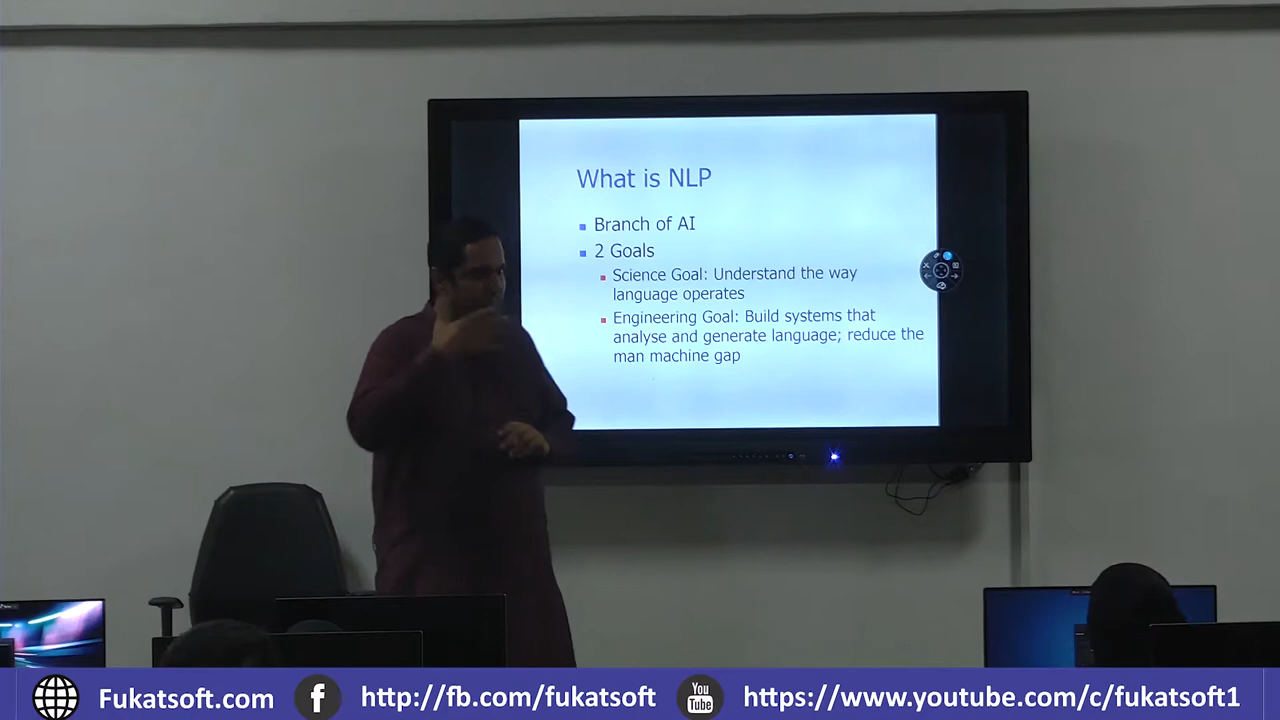 What is NLP
Branch of AI
2 Goals
Science Goal: Understand the way
language operates
Engineering Goal: Build systems that
analyse and generate language; reduce the
man machine gap
Fukatsoft.com
f
http://fb.com/fukatsoft
You
Tube
https://www.youtube.com/c/fukatsoft1